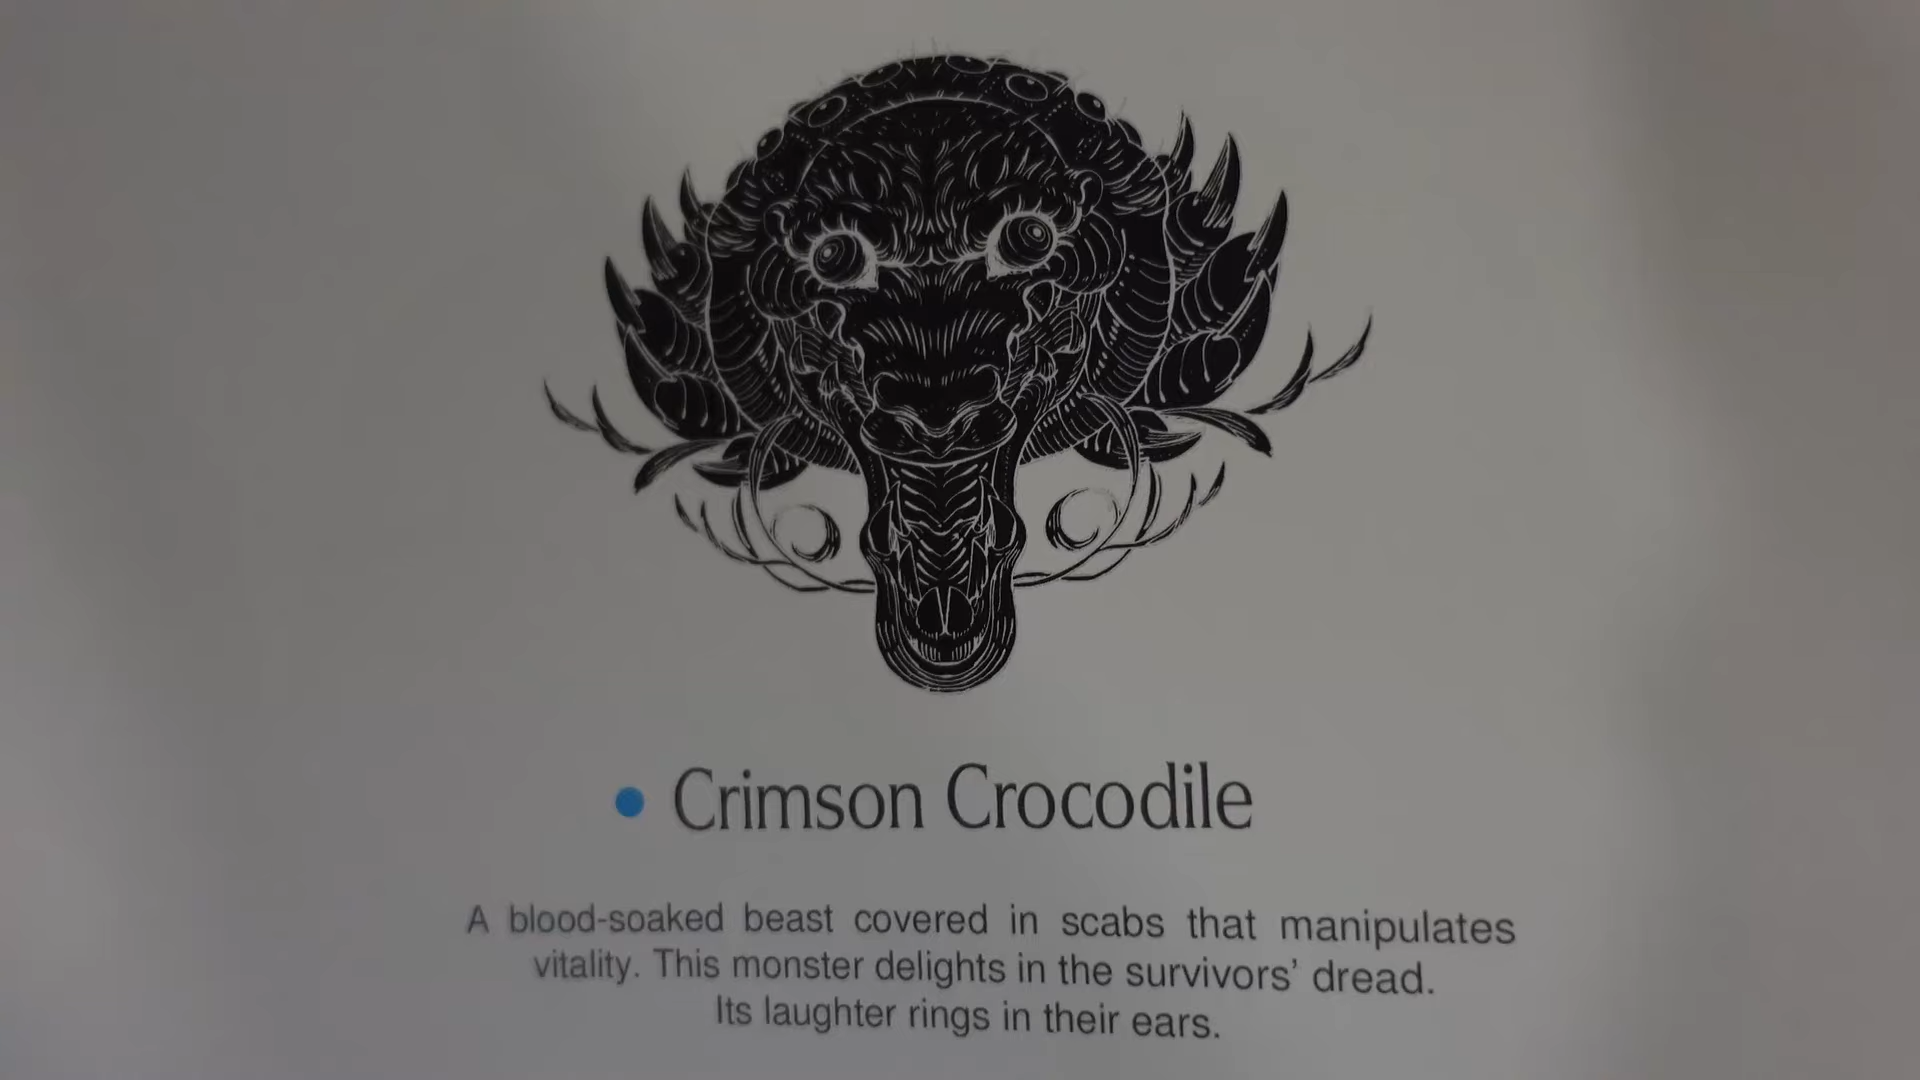 Crimson Crocodile
A blood-soaked beast covered in scabs that manipulates
vitality. This monster delights in the survivors’ dread.
Its laughter rings in their ears.